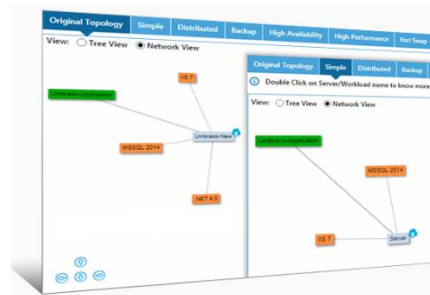 Original Topology Simple Distributed Backup High Availability High Performance Hot Swap
View: Tree View Network View
IIS 7
Umbraco-Application
Umbraco-New
MSSQL 2014
.NET 4.5
Original Topology Simple Distributed Backup
Double Click on Server/Workload name to know more
View: Tree View Network View
Umbraco-Application
MSSQL 2014
IIS 7
Server